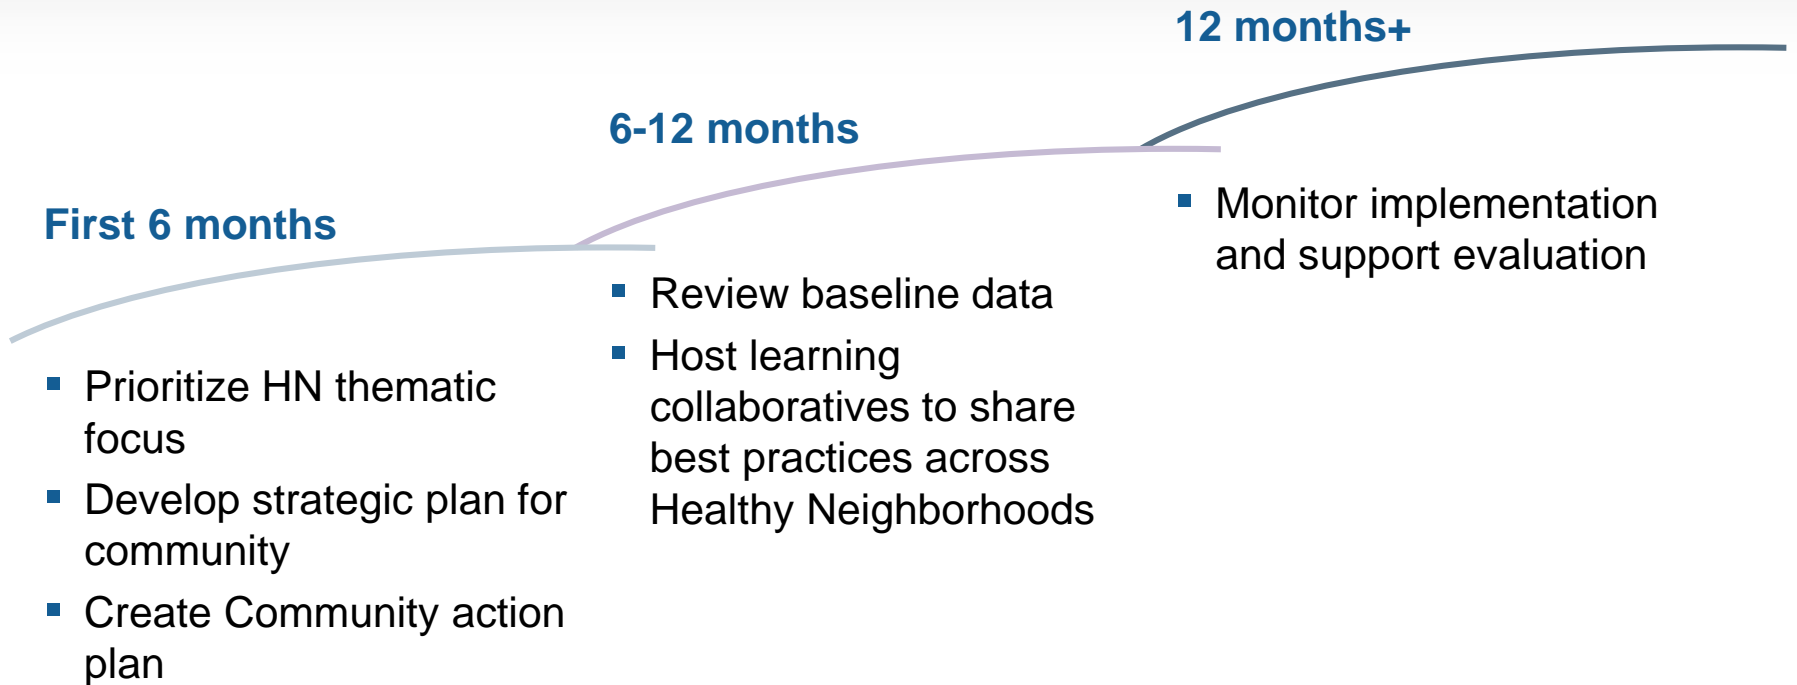 First 6 months
▪ Prioritize HN thematic
focus
▪ Develop strategic plan for
community
▪ Create Community action
plan
6-12 months
▪ Review baseline data
▪ Host learning
collaboratives to share
best practices across
Healthy Neighborhoods
12 months+
▪ Monitor implementation
and support evaluation